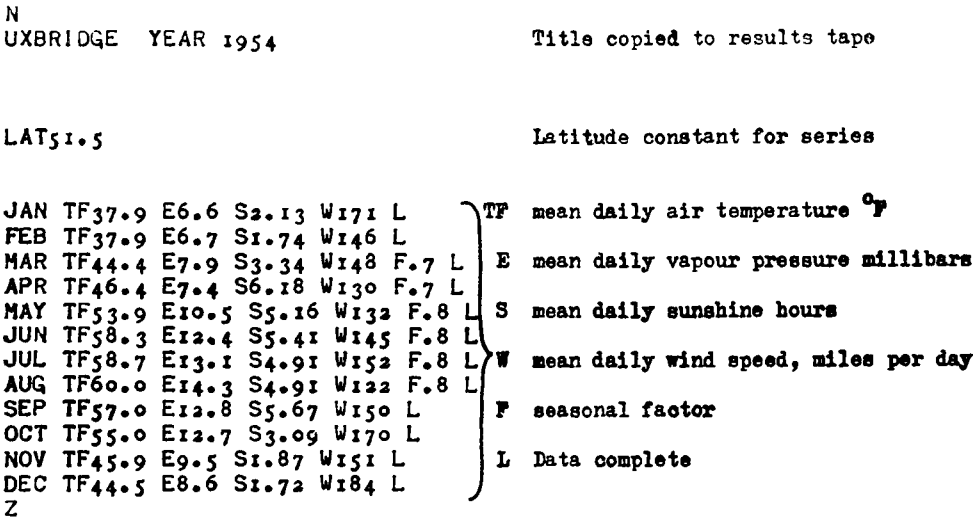 N
UXBRIDGE YEAR 1954 Title copied to results tape
LAT51.5 Latitude constant for series
JAN TF37.9 E6.6 S2.13 W171 L TF mean daily air temperature °F
FEB TF37.9 E6.7 S1.74 W146 L
MAR TF44.4 E7.9 S3.34 W148 F.7 L E mean daily vapour pressure millibars
APR TF46.4 E7.4 S6.18 W130 F.7 L
MAY TF53.9 E10.5 S5.16 W132 F.8 L S mean daily sunshine hours
JUN TF58.3 E12.4 S5.41 W145 F.8 L
JUL TF58.7 E13.1 S4.91 W152 F.8 L W mean daily wind speed, miles per day
AUG TF60.0 E14.3 S4.91 W122 F.8 L
SEP TF57.0 E12.8 S5.67 W150 L F seasonal factor
OCT TF55.0 E12.7 S3.09 W170 L
NOV TF45.9 E9.5 S1.87 W151 L L Data complete
DEC TF44.5 E8.6 S1.72 W184 L
Z